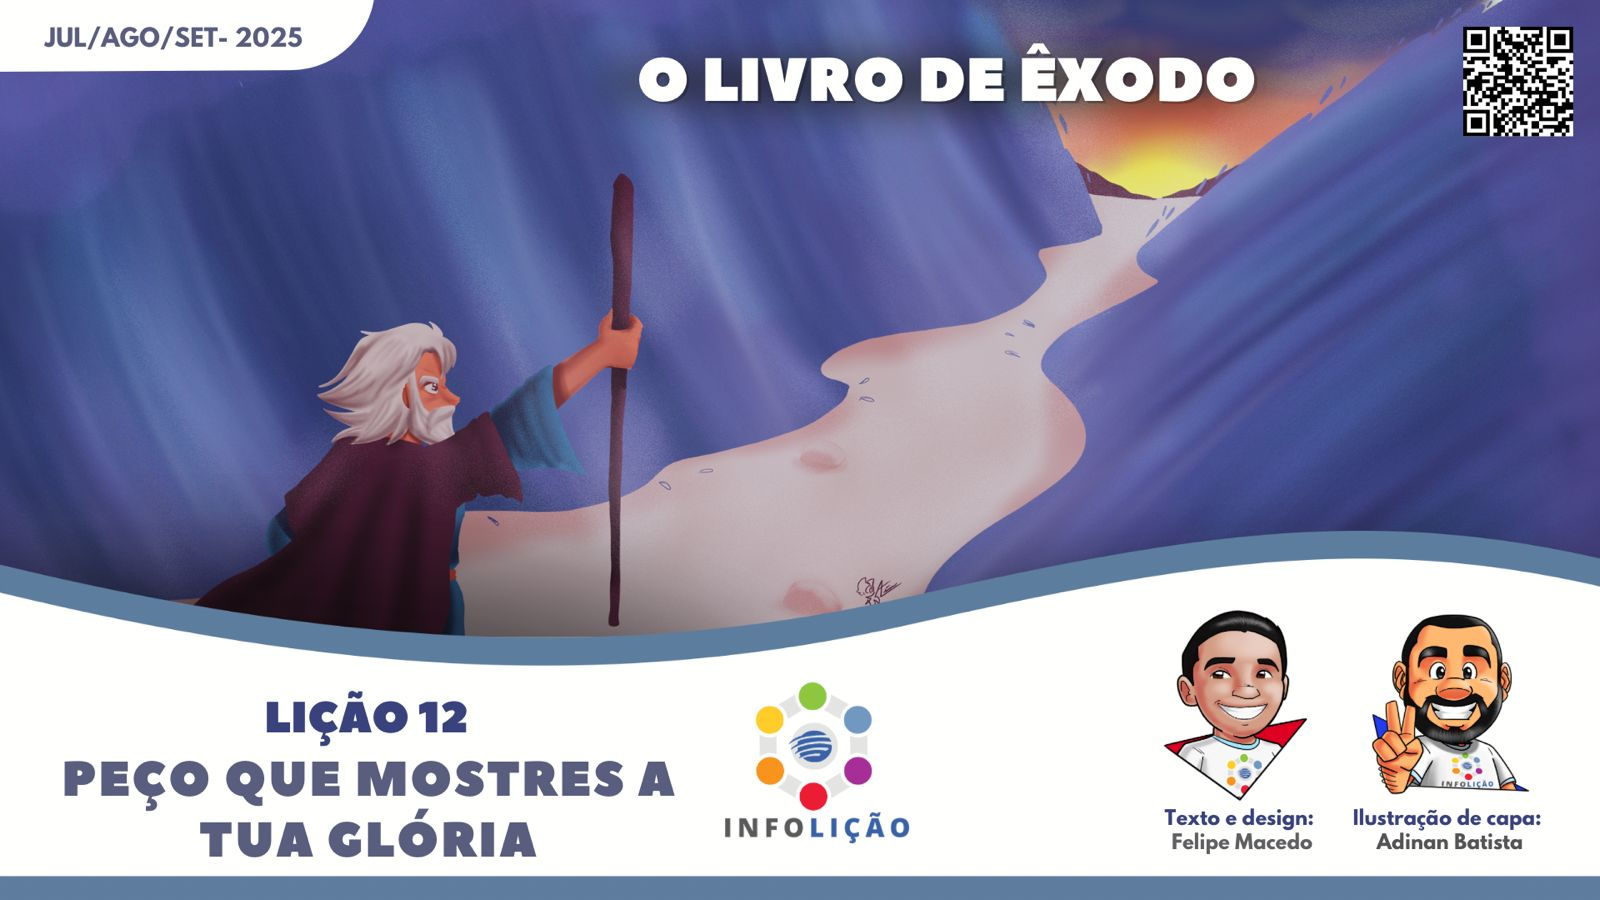 JUL/AGO/SET- 2025
O LIVRO DE ÊXODO
LIÇÃO 12
PEÇO QUE MOSTRES A
TUA GLÓRIA
INFOLIÇÃO
Texto e design:
Felipe Macedo
INFOLIÇÃO
Ilustração de capa:
Adinan Batista